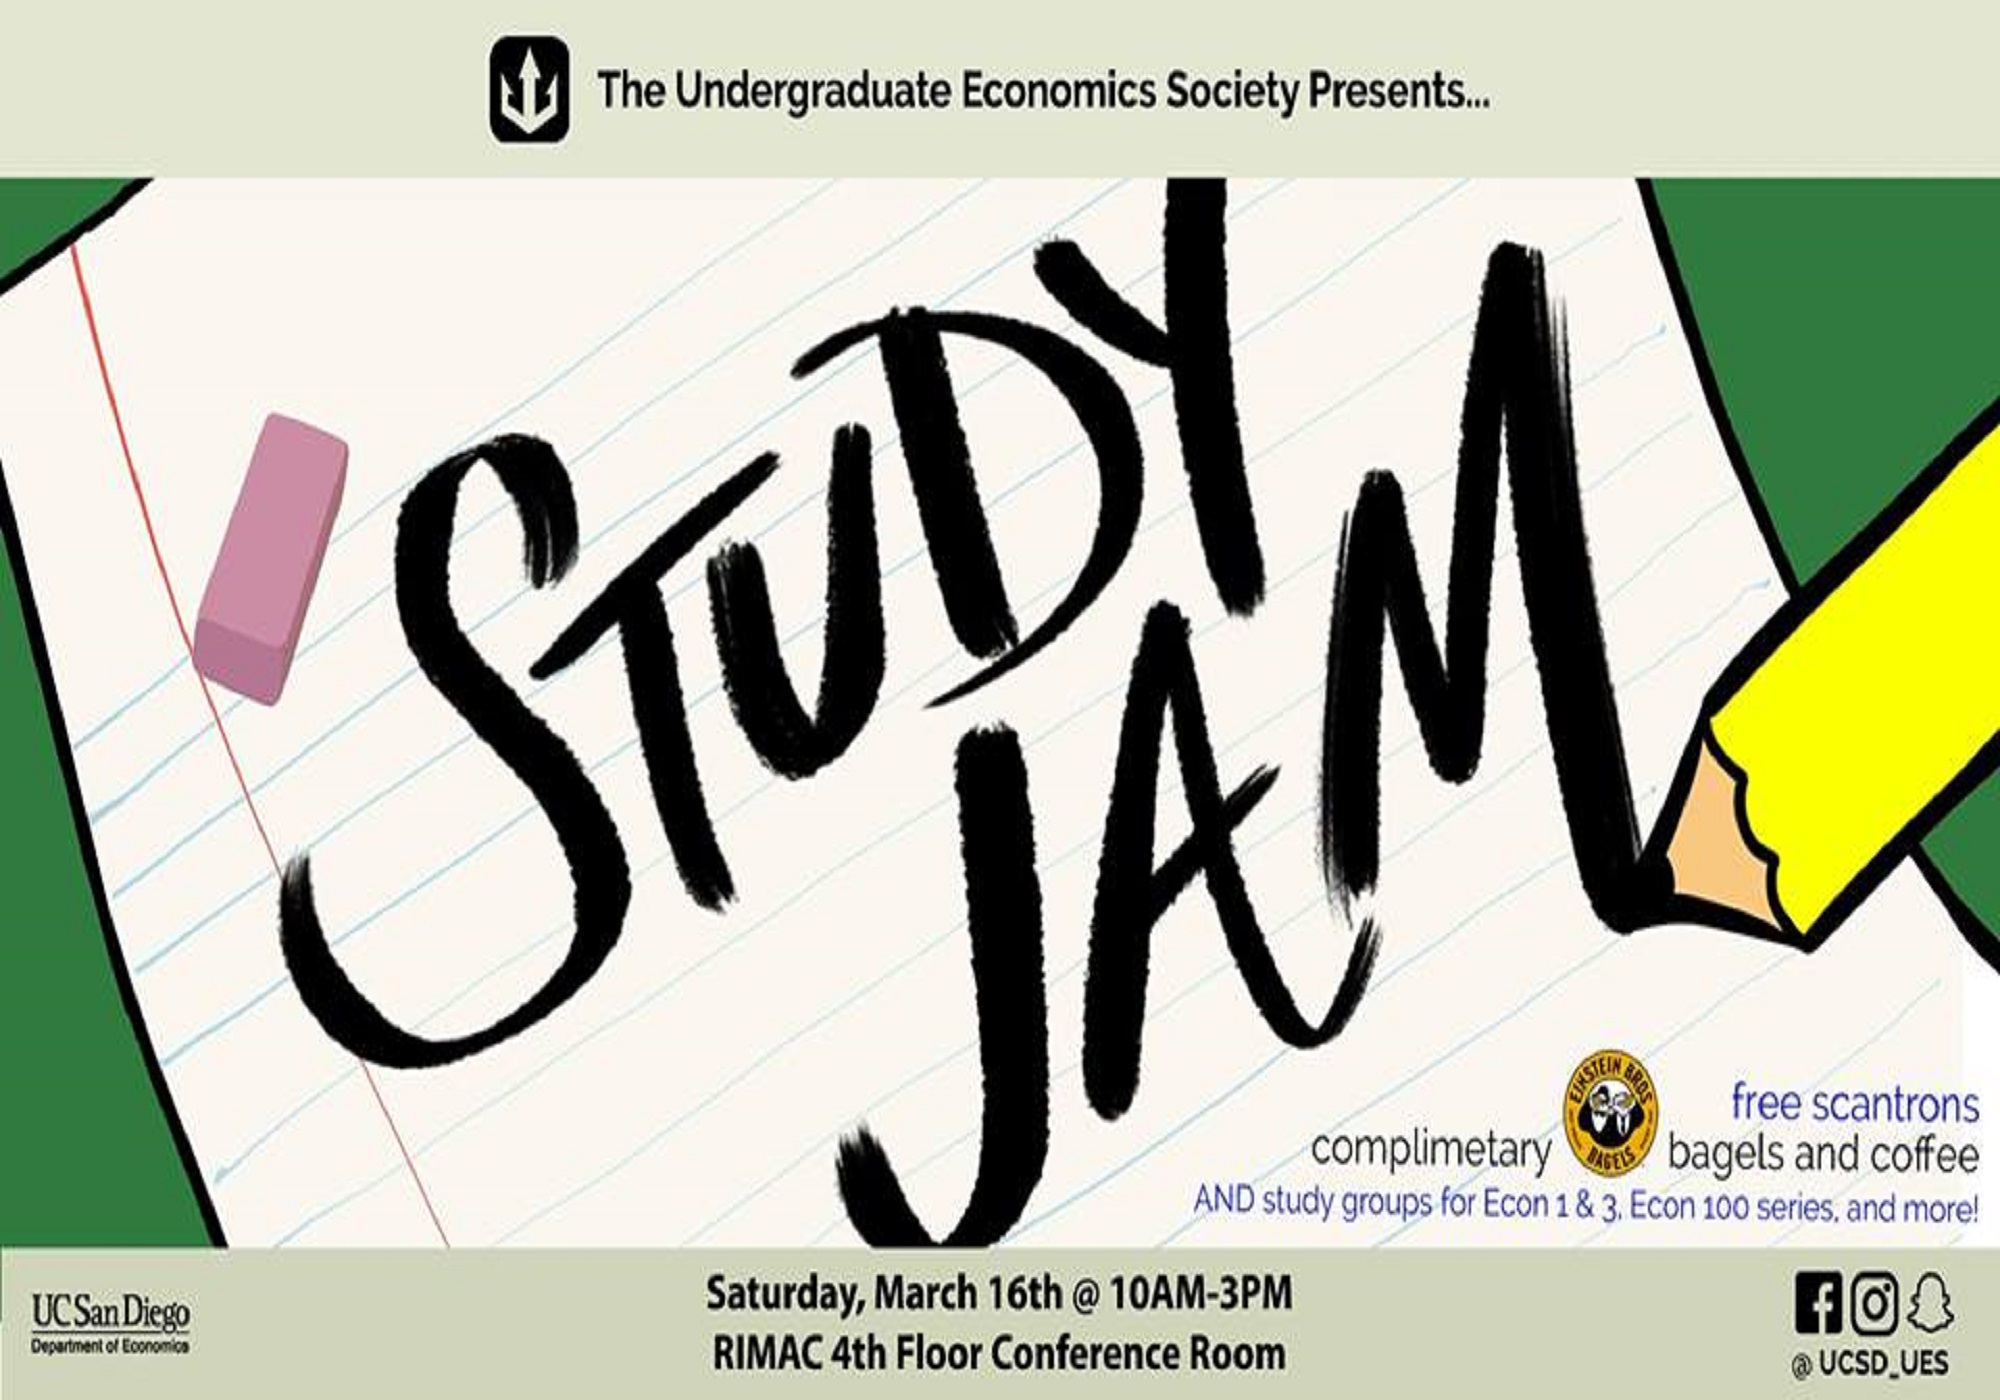 The Undergraduate Economics Society Presents...
STUDY
JAM
free scantrons
complimetary EINSTEIN BROS BAGELS bagels and coffee
AND study groups for Econ 1 & 3, Econ 100 series, and more!
UC San Diego
Department of Economics
Saturday, March 16th @ 10AM-3PM
RIMAC 4th Floor Conference Room
@ UCSD_UES